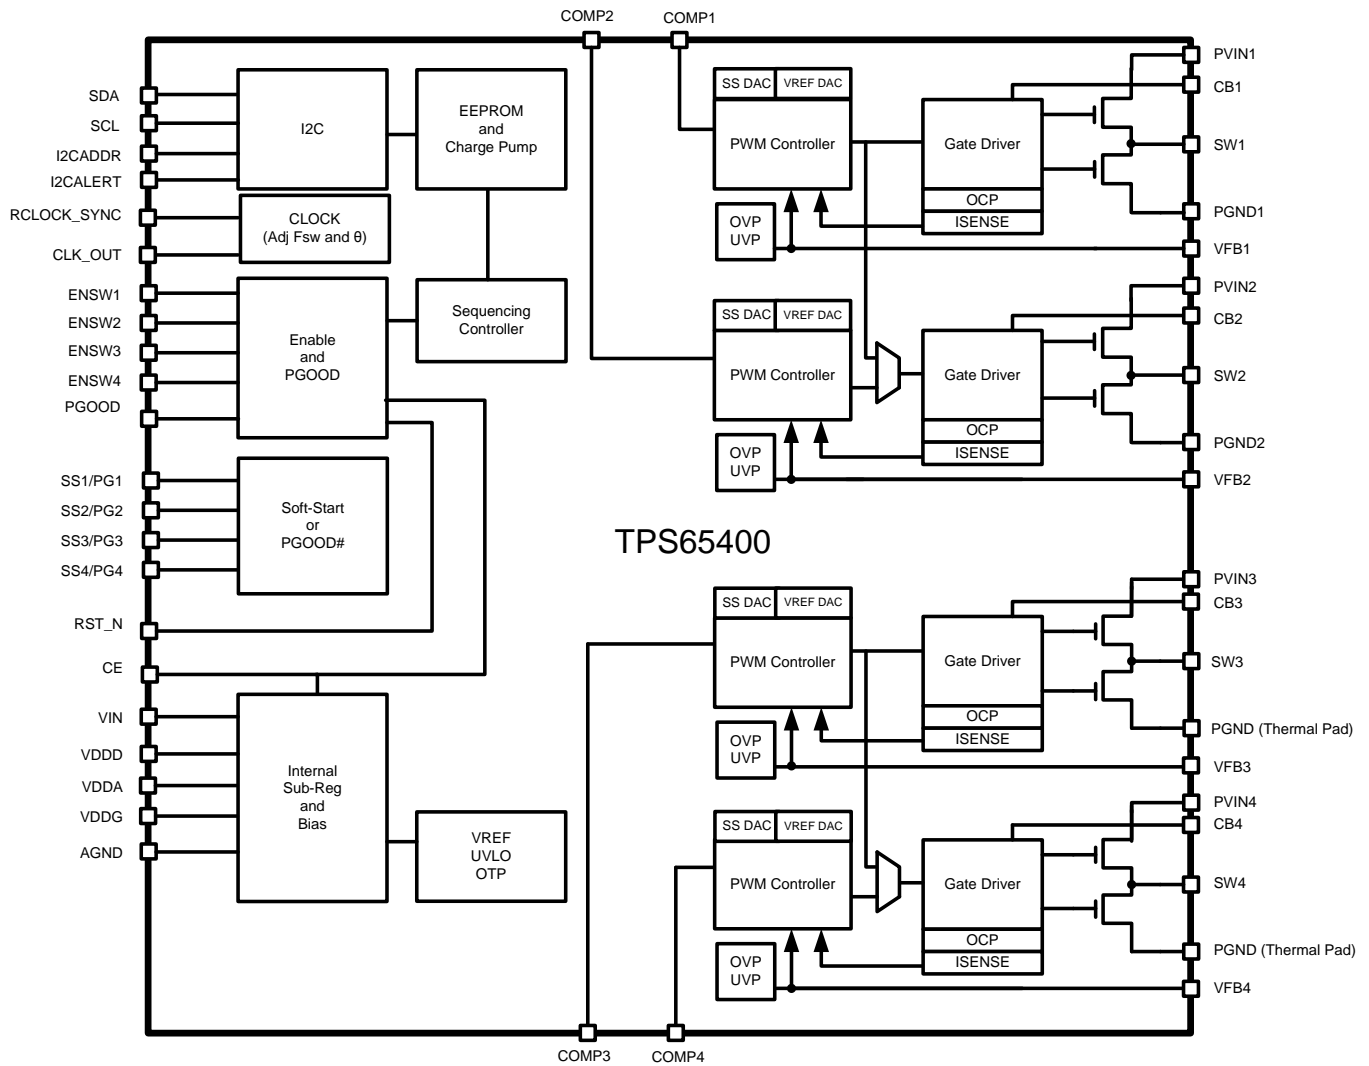 COMP2
COMP1
SDA
SCL
I2CADDR
I2CALERT
RCLOCK_SYNC
CLK_OUT
ENSW1
ENSW2
ENSW3
ENSW4
PGOOD
SS1/PG1
SS2/PG2
SS3/PG3
SS4/PG4
RST_N
CE
VIN
VDDD
VDDA
VDDG
AGND
I2C
EEPROM
and
Charge Pump
CLOCK
(Adj Fsw and θ)
Enable
and
PGOOD
Sequencing
Controller
Soft-Start
or
PGOOD#
Internal
Sub-Reg
and
Bias
VREF
UVLO
OTP
TPS65400
SS DAC
VREF DAC
PWM Controller
OVP
UVP
Gate Driver
OCP
ISENSE
PVIN1
CB1
SW1
PGND1
VFB1
SS DAC
VREF DAC
PWM Controller
OVP
UVP
Gate Driver
OCP
ISENSE
PVIN2
CB2
SW2
PGND2
VFB2
SS DAC
VREF DAC
PWM Controller
OVP
UVP
Gate Driver
OCP
ISENSE
PVIN3
CB3
SW3
PGND (Thermal Pad)
VFB3
SS DAC
VREF DAC
PWM Controller
OVP
UVP
Gate Driver
OCP
ISENSE
PVIN4
CB4
SW4
PGND (Thermal Pad)
VFB4
COMP3
COMP4